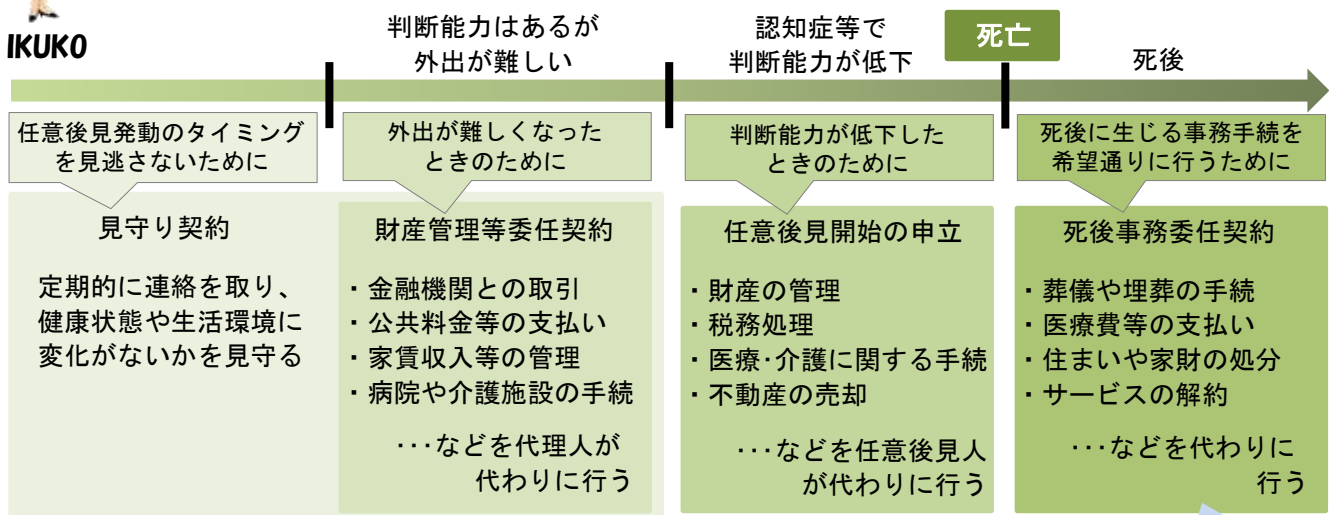 IKUKO
判断能力はあるが
外出が難しい
認知症等で
判断能力が低下
死亡
死後
任意後見発動のタイミング
を見逃さないために
外出が難しくなった
ときのために
判断能力が低下した
ときのために
死後に生じる事務手続を
希望通りに行うために
見守り契約
定期的に連絡を取り、
健康状態や生活環境に
変化がないかを見守る
財産管理等委任契約
・金融機関との取引
・公共料金等の支払い
・家賃収入等の管理
・病院や介護施設の手続
…などを代理人が
代わりに行う
任意後見開始の申立
・財産の管理
・税務処理
・医療・介護に関する手続
・不動産の売却
…などを任意後見人
が代わりに行う
死後事務委任契約
・葬儀や埋葬の手続
・医療費等の支払い
・住まいや家財の処分
・サービスの解約
…などを代わりに
行う